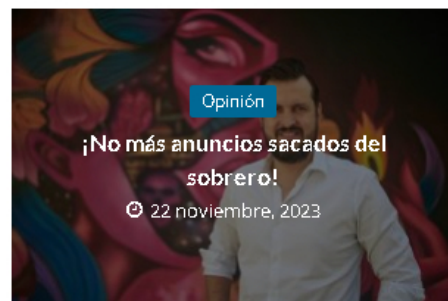 Opinión
¡No más anuncios sacados del
sobrero!
22 noviembre, 2023